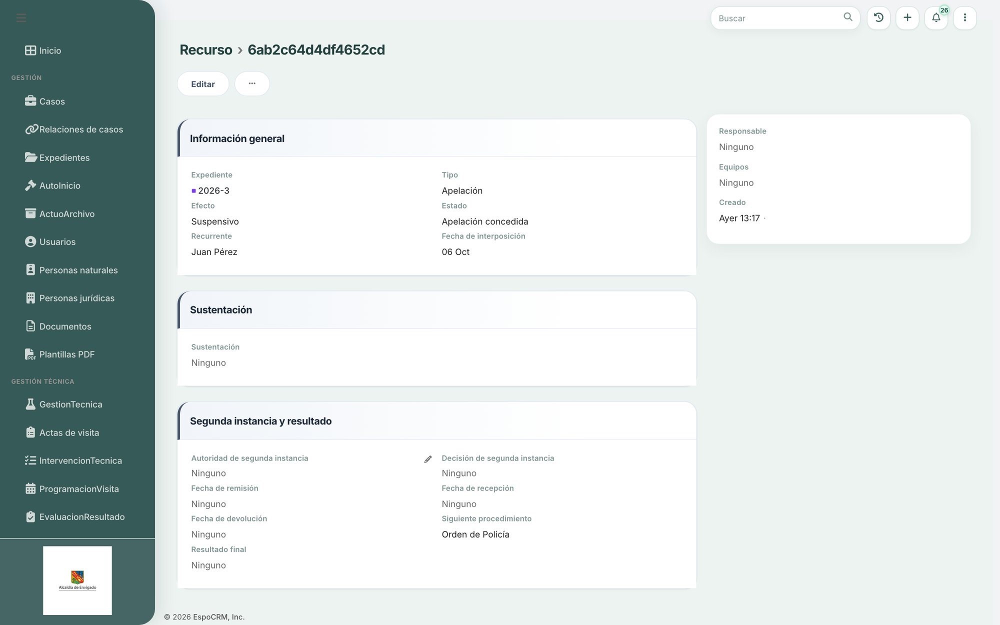 Buscar
26
Inicio
GESTIÓN
Casos
Relaciones de casos
Expedientes
AutoInicio
ActuoArchivo
Usuarios
Personas naturales
Personas jurídicas
Documentos
PDF
Plantillas PDF
GESTIÓN TÉCNICA
GestionTecnica
Actas de visita
IntervencionTecnica
ProgramacionVisita
EvaluacionResultado
Alcaldía de Envigado
Recurso › 6ab2c64d4df4652cd
Editar
Información general
Expediente
2026-3
Tipo
Apelación
Efecto
Suspensivo
Estado
Apelación concedida
Recurrente
Juan Pérez
Fecha de interposición
06 Oct
Sustentación
Sustentación
Ninguno
Segunda instancia y resultado
Autoridad de segunda instancia
Ninguno
Decisión de segunda instancia
Ninguno
Fecha de remisión
Ninguno
Fecha de recepción
Ninguno
Fecha de devolución
Ninguno
Siguiente procedimiento
Orden de Policía
Resultado final
Ninguno
Responsable
Ninguno
Equipos
Ninguno
Creado
Ayer 13:17 ·
© 2026 EspoCRM, Inc.